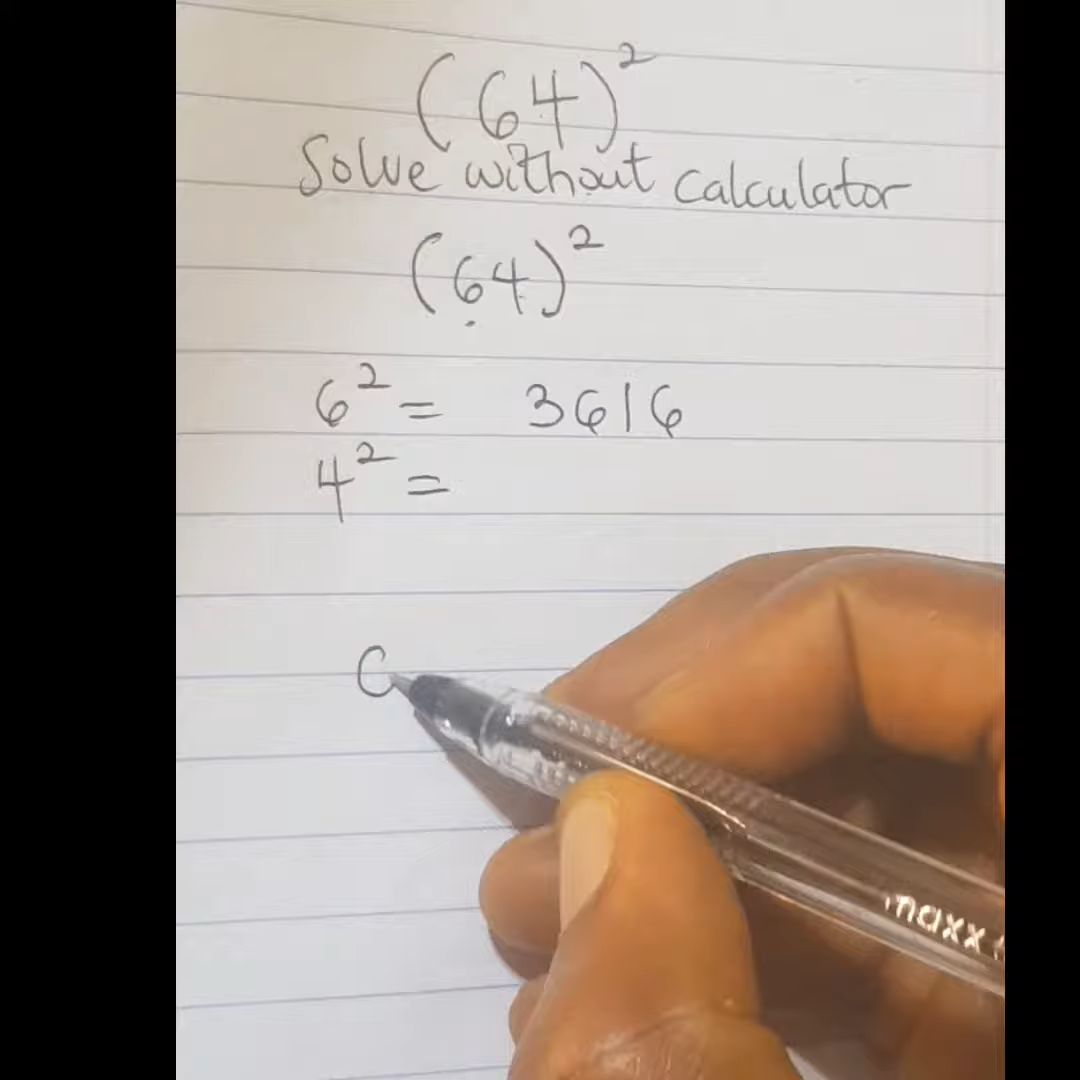 (64)²
Solve without calculator
(64)²
6² = 3616
4² =
C
maxx